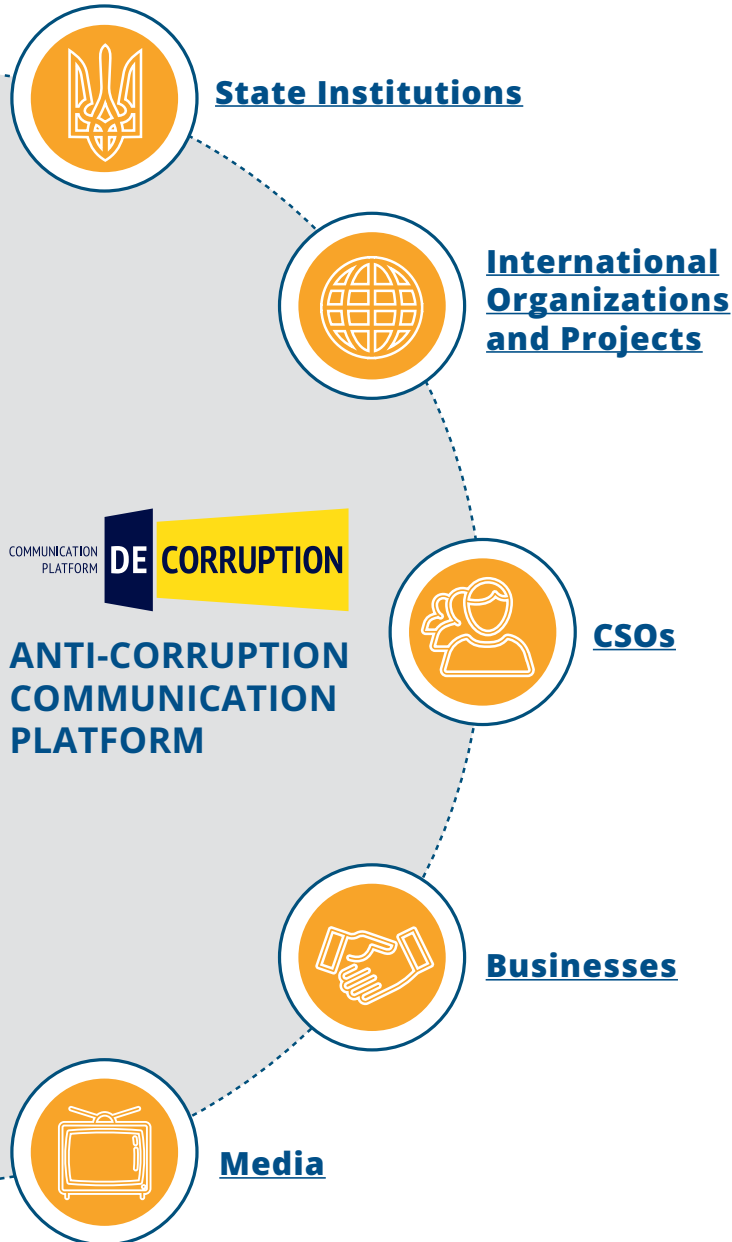 State Institutions
International
Organizations
and Projects
COMMUNICATION
PLATFORM
DE CORRUPTION
ANTI-CORRUPTION
COMMUNICATION
PLATFORM
CSOs
Businesses
Media